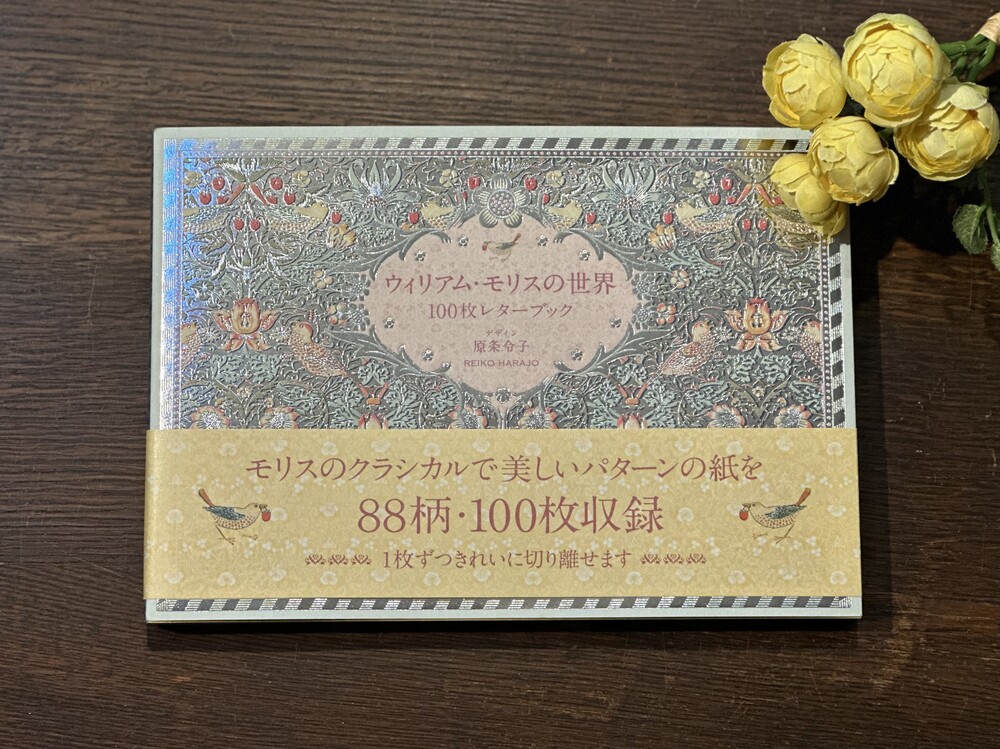 ウィリアム・モリスの世界
100枚レターブック
デザイン
原条令子
REIKO HARAJO
モリスのクラシカルで美しいパターンの紙を
88柄・100枚収録
1枚ずつきれいに切り離せます